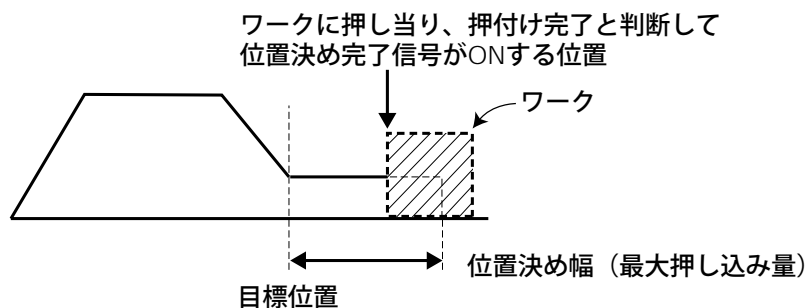 ワークに押し当り、押付け完了と判断して
位置決め完了信号がONする位置
ワーク
位置決め幅（最大押し込み量）
目標位置